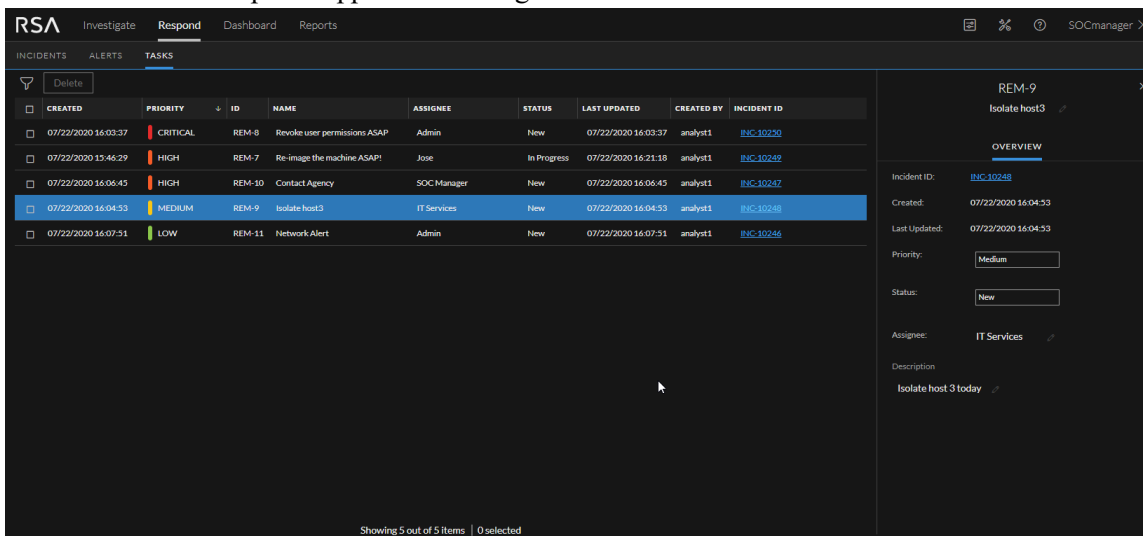 RSA Investigate Respond Dashboard Reports SOCmanager
INCIDENTS ALERTS TASKS
Delete
CREATED PRIORITY ID NAME ASSIGNEE STATUS LAST UPDATED CREATED BY INCIDENT ID
07/22/2020 16:03:37 CRITICAL REM-8 Revoke user permissions ASAP Admin New 07/22/2020 16:03:37 analyst1 INC-10250
07/22/2020 15:46:29 HIGH REM-7 Re-image the machine ASAP! Jose In Progress 07/22/2020 16:21:18 analyst1 INC-10249
07/22/2020 16:06:45 HIGH REM-10 Contact Agency SOC Manager New 07/22/2020 16:06:45 analyst1 INC-10247
07/22/2020 16:04:53 MEDIUM REM-9 Isolate host3 IT Services New 07/22/2020 16:04:53 analyst1 INC-10248
07/22/2020 16:07:51 LOW REM-11 Network Alert Admin New 07/22/2020 16:07:51 analyst1 INC-10246
Showing 5 out of 5 items | 0 selected
REM-9
Isolate host3
OVERVIEW
Incident ID: INC-10248
Created: 07/22/2020 16:04:53
Last Updated: 07/22/2020 16:04:53
Priority: Medium
Status: New
Assignee: IT Services
Description
Isolate host 3 today